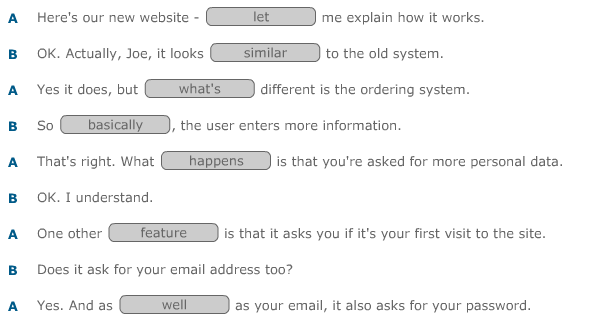 A Here's our new website - let me explain how it works.
B OK. Actually, Joe, it looks similar to the old system.
A Yes it does, but what's different is the ordering system.
B So basically, the user enters more information.
A That's right. What happens is that you're asked for more personal data.
B OK. I understand.
A One other feature is that it asks you if it's your first visit to the site.
B Does it ask for your email address too?
A Yes. And as well as your email, it also asks for your password.